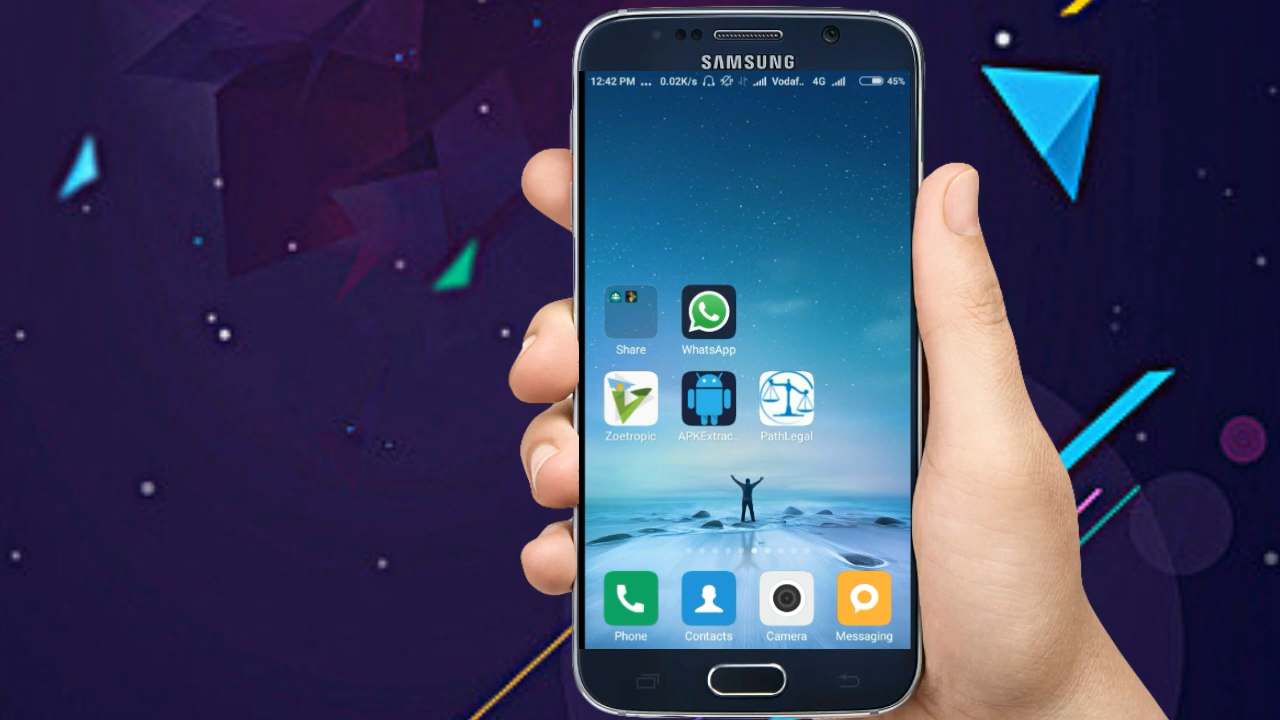 SAMSUNG
12:42 PM ... 0.02K/s Vodaf.. 4G 45%
Share WhatsApp
Zoetropic APKExtrac.. PathLegal
Phone Contacts Camera Messaging